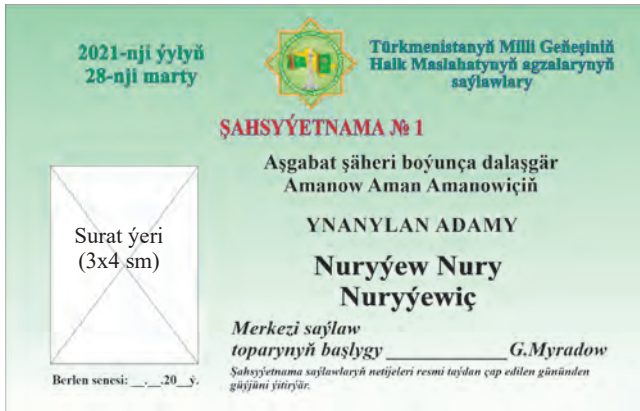 2021-nji ýylyň
28-nji marty
Türkmenistanyň Milli Geňeşiniň
Halk Maslahatynyň agzalarynyň
saýlawlary
ŞAHSYÝETNAMA № 1
Aşgabat şäheri boýunça dalaşgär
Amanow Aman Amanowiçiň
YNANYLAN ADAMY
Nuryýew Nury
Nuryýewiç
Surat ýeri
(3x4 sm)
Merkezi saýlaw
toparynyň başlygy ____________ G.Myradow
Berlen senesi: __.__.20__ý.
Şahsyýetnama saýlawlaryň netijeleri resmi taýdan çap edilen gününden
güýjüni ýitirýär.